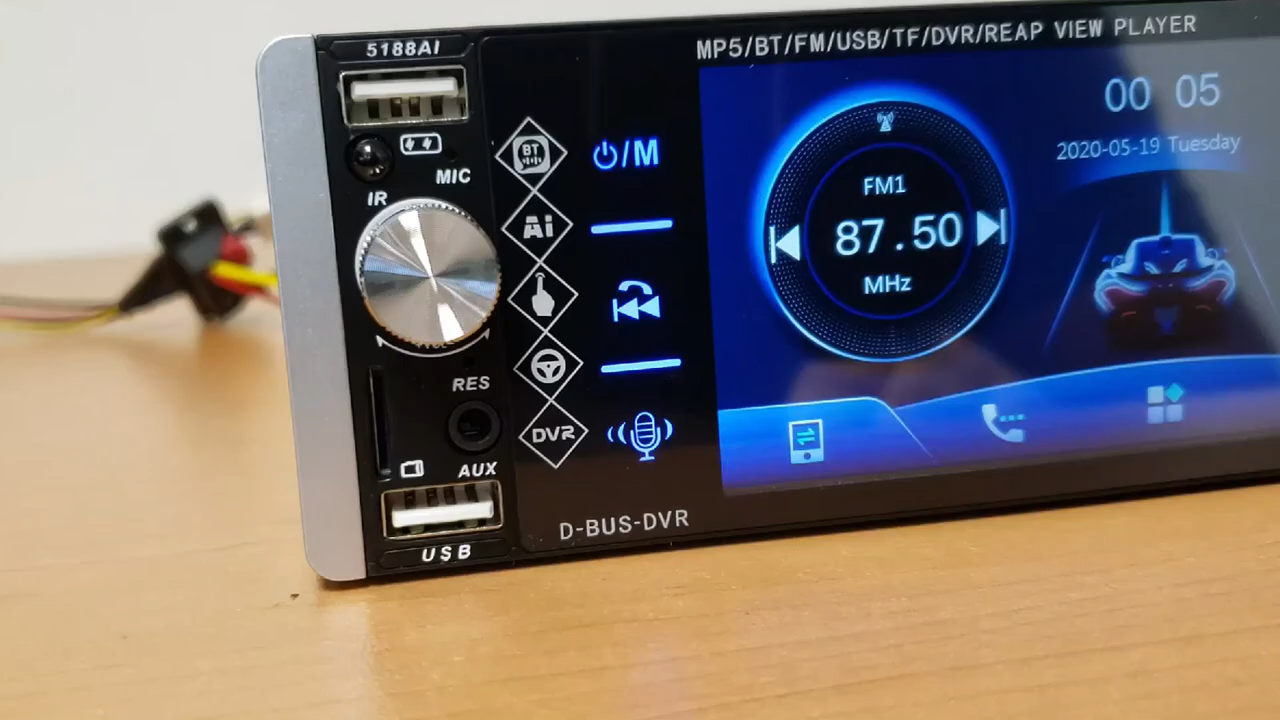 5188AI
MIC
IR
RES
AUX
USB
BT
Ai
DVR
/M
D-BUS-DVR
MP5/BT/FM/USB/TF/DVR/REAP VIEW PLAYER
00 05
2020-05-19 Tuesday
FM1
87.50
MHz